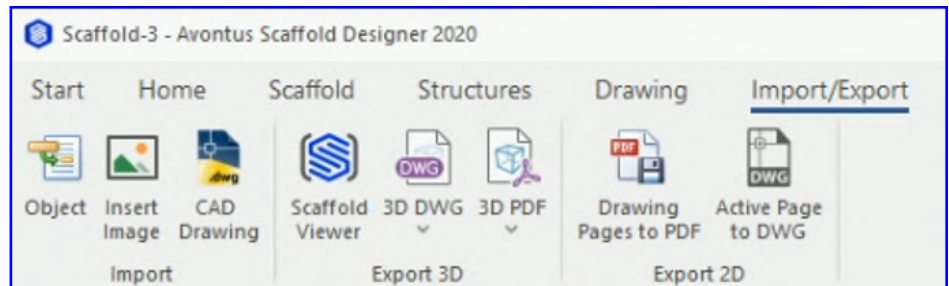 Scaffold-3 - Avontus Scaffold Designer 2020
Start Home Scaffold Structures Drawing Import/Export
PDF
.dwg DWG DWG
Object Insert CAD Scaffold 3D DWG 3D PDF Drawing Active Page
Image Drawing Viewer Pages to PDF to DWG
Import Export 3D Export 2D